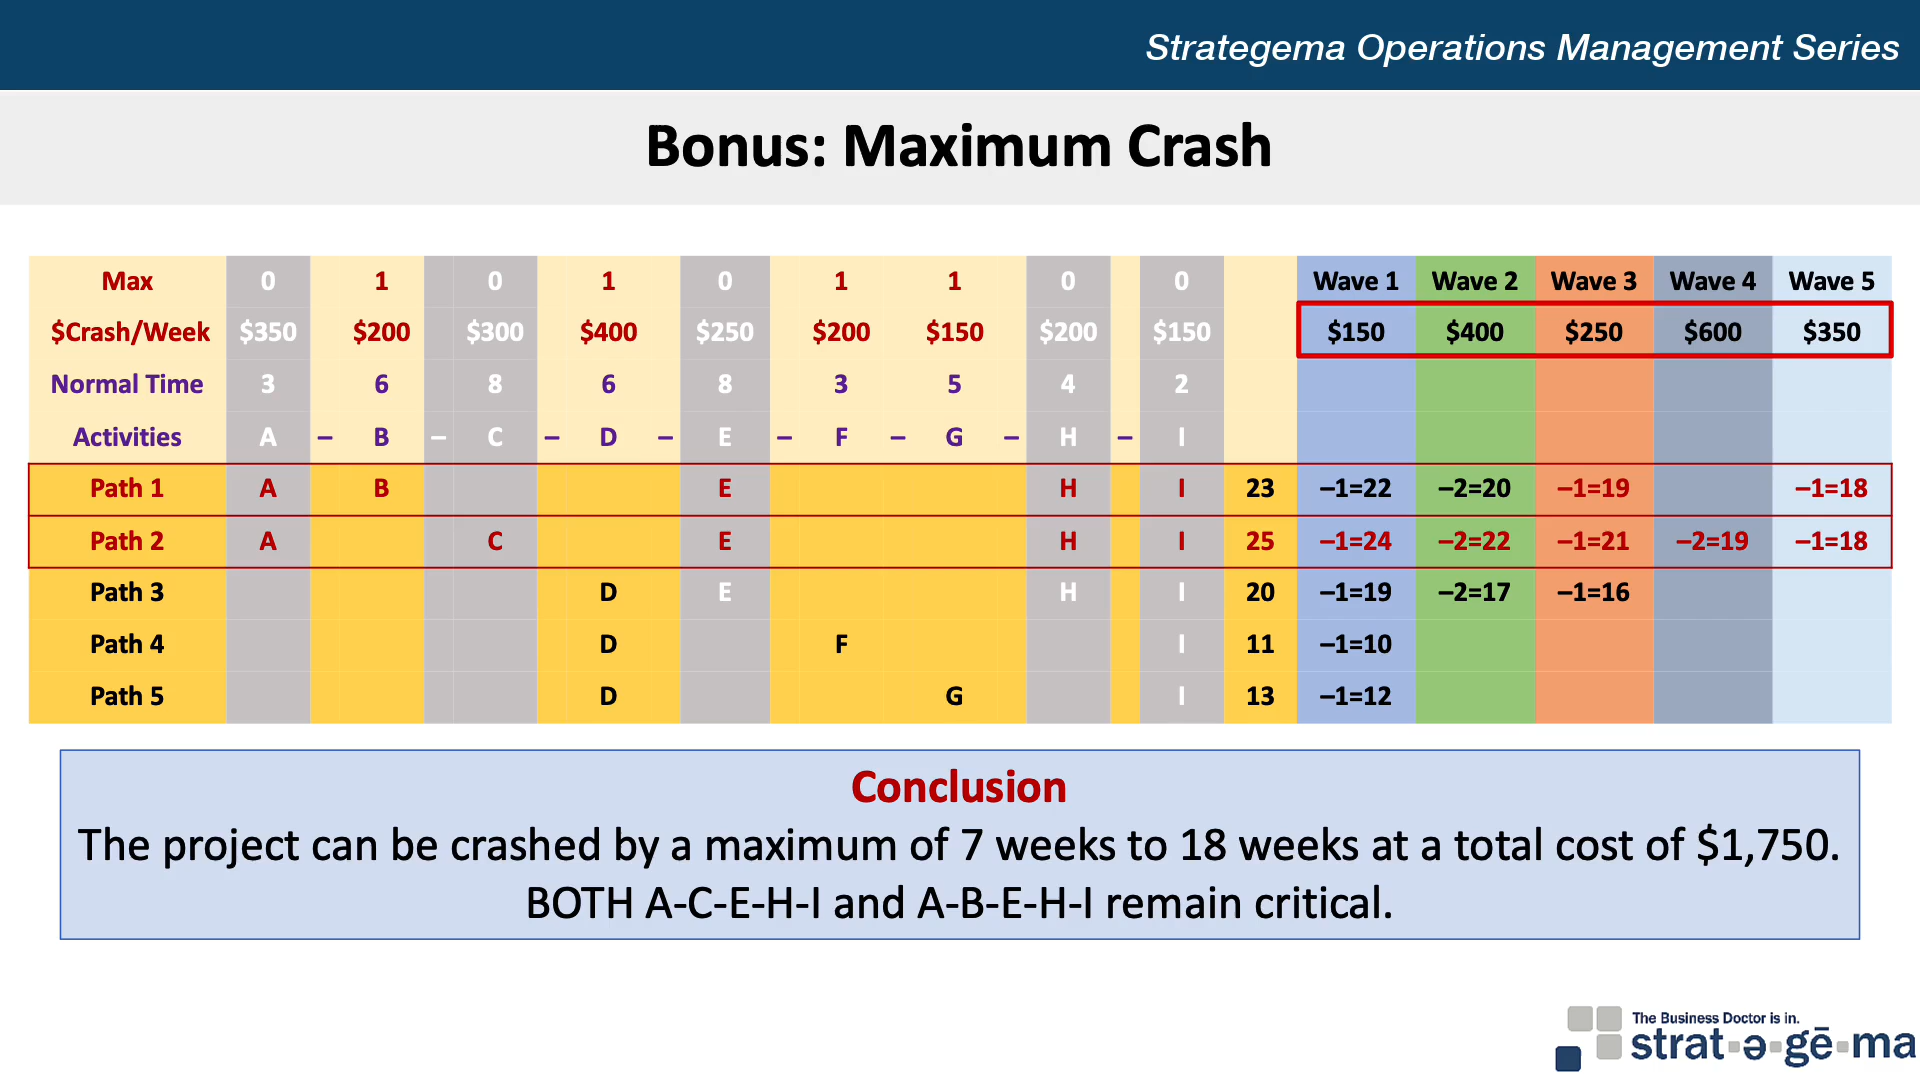 Strategema Operations Management Series
Bonus: Maximum Crash
Max 0 1 0 1 0 1 1 0 0 Wave 1 Wave 2 Wave 3 Wave 4 Wave 5
$Crash/Week $350 $200 $300 $400 $250 $200 $150 $200 $150 $150 $400 $250 $600 $350
Normal Time 3 6 8 6 8 3 5 4 2
Activities A – B – C – D – E – F – G – H – I
Path 1 A B E H I 23 –1=22 –2=20 –1=19 –1=18
Path 2 A C E H I 25 –1=24 –2=22 –1=21 –2=19 –1=18
Path 3 D E H I 20 –1=19 –2=17 –1=16
Path 4 D F I 11 –1=10
Path 5 D G I 13 –1=12
Conclusion
The project can be crashed by a maximum of 7 weeks to 18 weeks at a total cost of $1,750.
BOTH A-C-E-H-I and A-B-E-H-I remain critical.
The Business Doctor is in.
strat▪ə▪gē▪ma